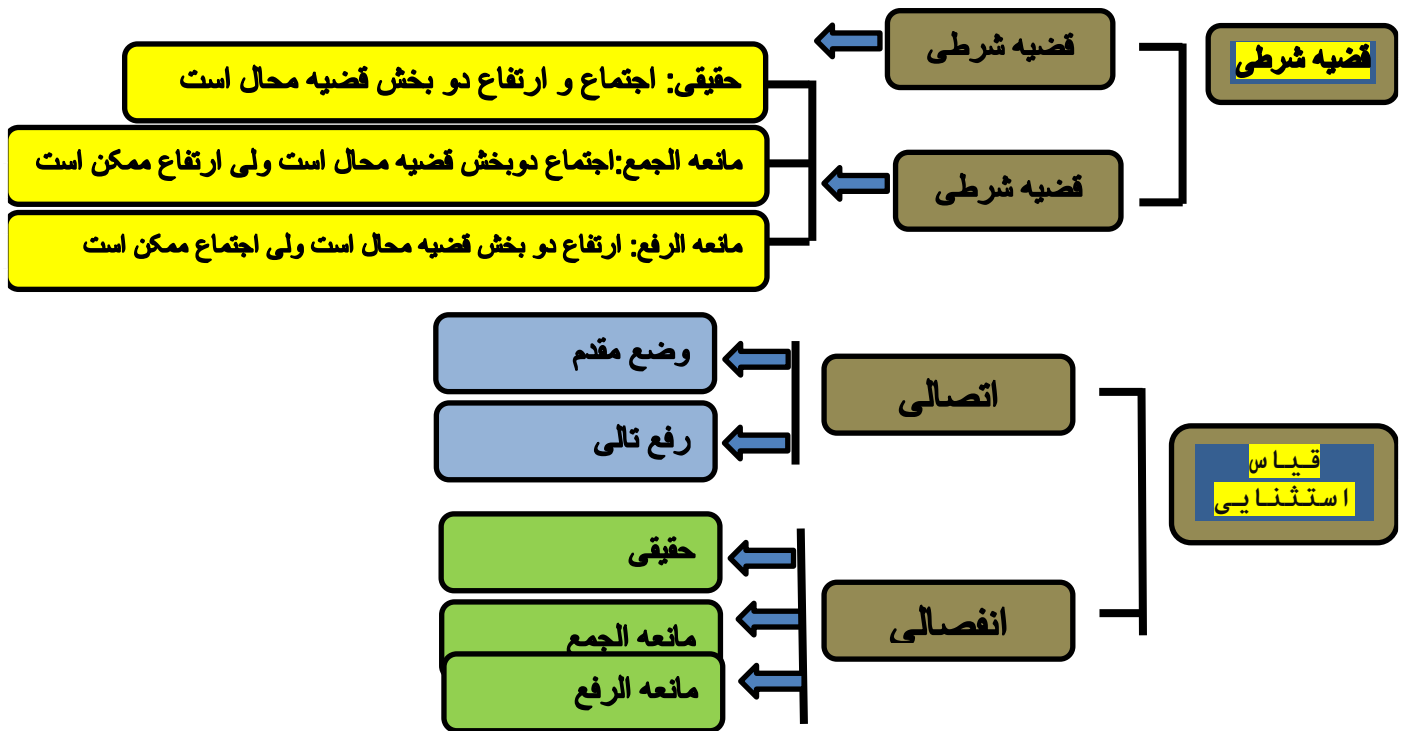 قضیه شرطی
قضیه شرطی
حقیقی: اجتماع و ارتفاع دو بخش قضیه محال است
مانعه الجمع:اجتماع دوبخش قضیه محال است ولی ارتفاع ممکن است
قضیه شرطی
مانعه الرفع: ارتفاع دو بخش قضیه محال است ولی اجتماع ممکن است
قیاس
استثنایی
اتصالی
وضع مقدم
رفع تالی
انفصالی
حقیقی
مانعه الجمع
مانعه الرفع